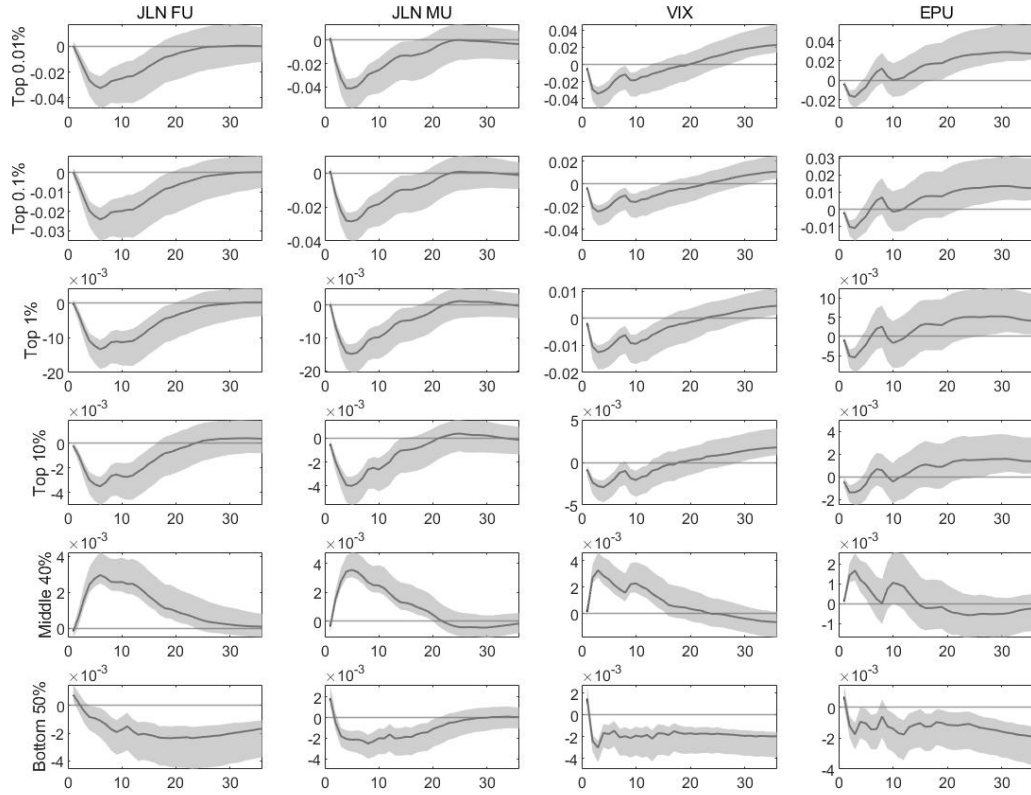 JLN FU JLN MU VIX EPU
Top 0.01%
0 -0.02 -0.04
0 10 20 30
0 -0.02 -0.04
0 10 20 30
0.04 0.02 0 -0.02 -0.04
0 10 20 30
0.04 0.02 0 -0.02
0 10 20 30
Top 0.1%
0 -0.01 -0.02 -0.03
0 10 20 30
0 -0.02 -0.04
0 10 20 30
0.02 0 -0.02 -0.04
0 10 20 30
0.03 0.02 0.01 0 -0.01
0 10 20 30
Top 1%
×10⁻³
0 -10 -20
0 10 20 30
×10⁻³
0 -10 -20
0 10 20 30
0.01 0 -0.01 -0.02
0 10 20 30
×10⁻³
10 5 0 -5
0 10 20 30
Top 10%
×10⁻³
0 -2 -4
0 10 20 30
×10⁻³
0 -2 -4
0 10 20 30
×10⁻³
5 0 -5
0 10 20 30
×10⁻³
4 2 0 -2
0 10 20 30
Middle 40%
×10⁻³
4 2 0
0 10 20 30
×10⁻³
4 2 0
0 10 20 30
×10⁻³
4 2 0
0 10 20 30
×10⁻³
2 1 0 -1
0 10 20 30
Bottom 50%
×10⁻³
0 -2 -4
0 10 20 30
×10⁻³
2 0 -2 -4
0 10 20 30
×10⁻³
2 0 -2 -4
0 10 20 30
×10⁻³
0 -2 -4
0 10 20 30